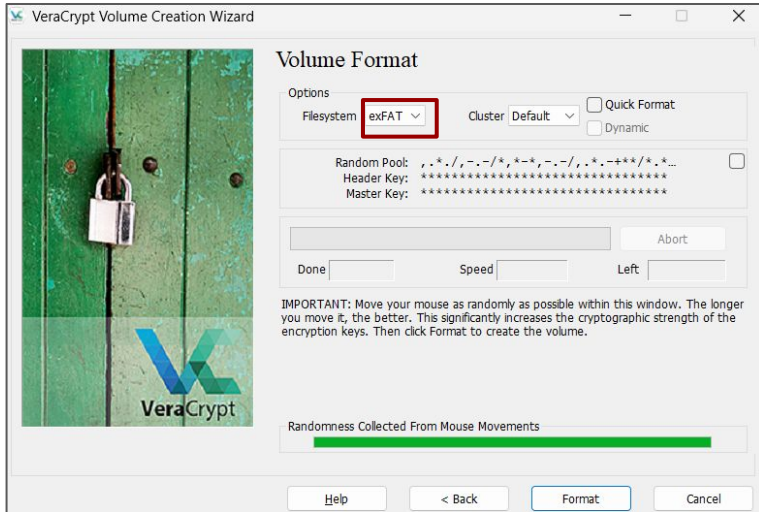 VeraCrypt Volume Creation Wizard
Volume Format
Options
Filesystem exFAT Cluster Default Quick Format
Dynamic
Random Pool: ,.*./,-.-/*,*-*,-.-/,.*.-+**/*.*…
Header Key: ********************************
Master Key: ********************************
Abort
Done Speed Left
IMPORTANT: Move your mouse as randomly as possible within this window. The longer
you move it, the better. This significantly increases the cryptographic strength of the
encryption keys. Then click Format to create the volume.
VeraCrypt
Randomness Collected From Mouse Movements
Help < Back Format Cancel